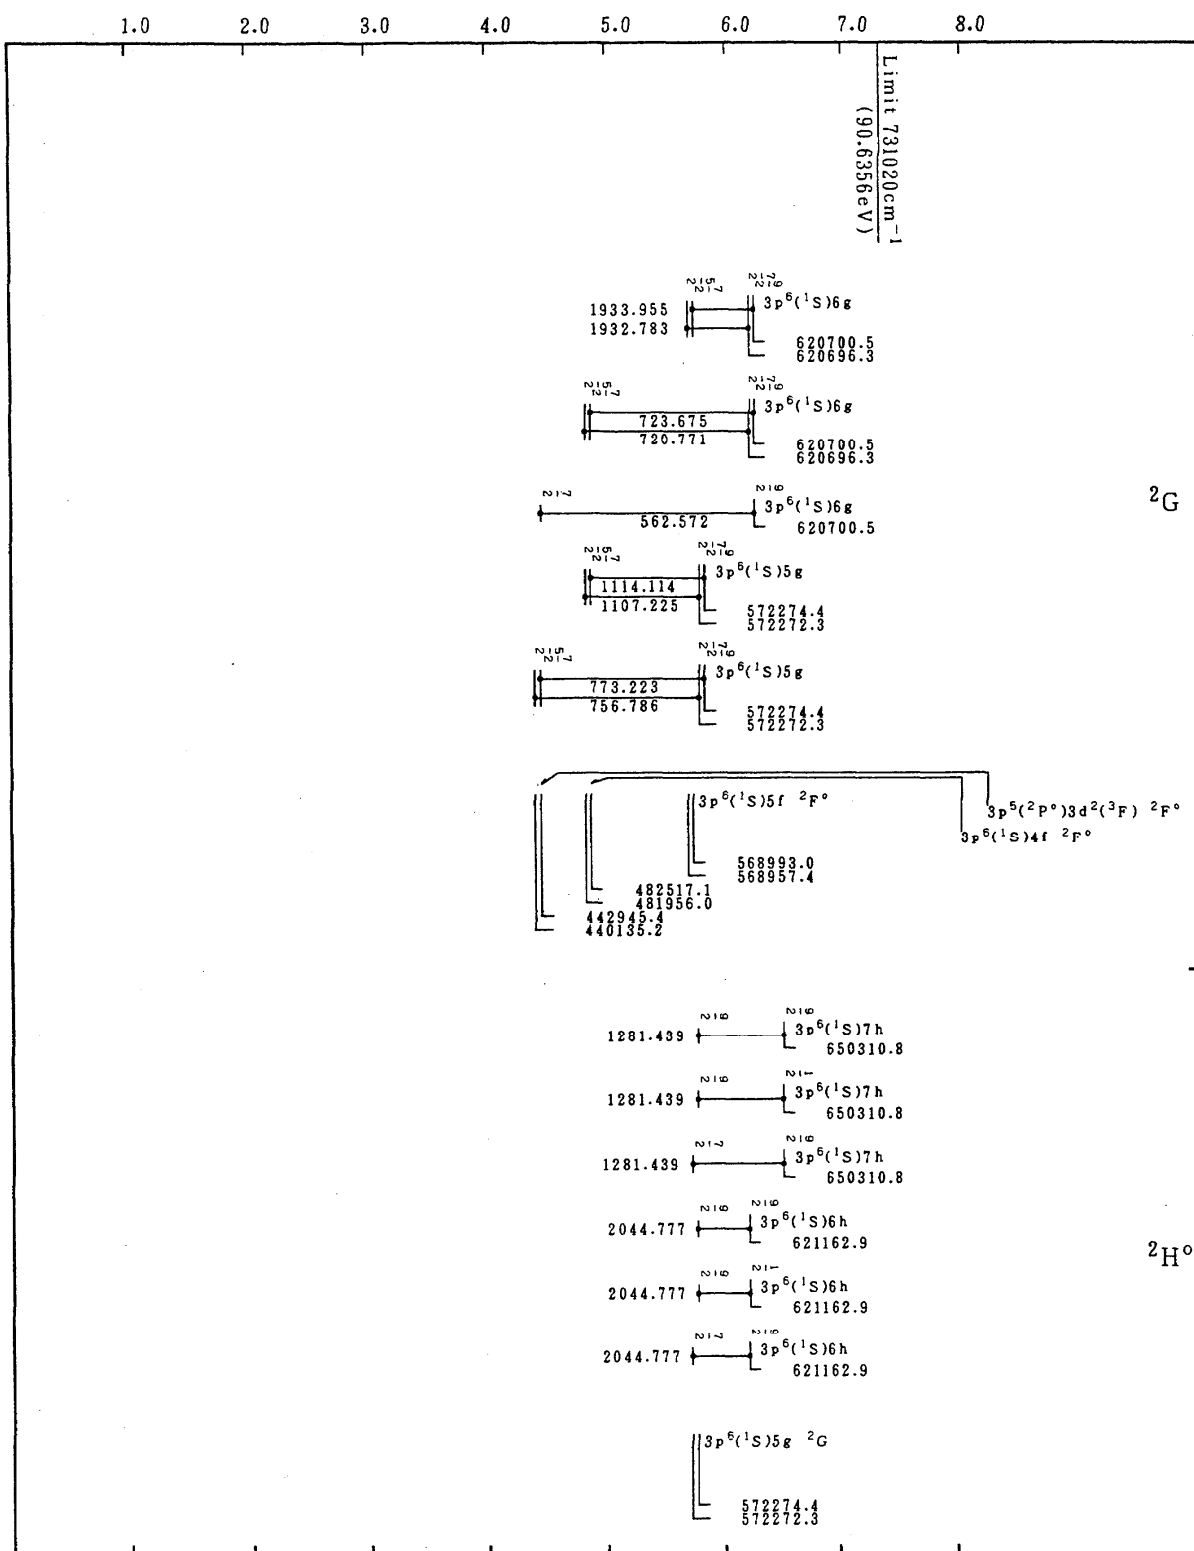 1.0 2.0 3.0 4.0 5.0 6.0 7.0 8.0
Limit 731020cm⁻¹
(90.6356eV)
3p⁶(¹S)6g
1933.955
1932.783
620700.5
620696.3
3p⁶(¹S)6g
723.675
720.771
620700.5
620696.3
²G
3p⁶(¹S)6g
562.572
620700.5
3p⁶(¹S)5g
1114.114
1107.225
572274.4
572272.3
3p⁶(¹S)5g
773.223
756.786
572274.4
572272.3
3p⁶(¹S)5f ²F°
3p⁵(²P°)3d²(³F) ²F°
3p⁶(¹S)4f ²F°
568993.0
568957.4
482517.1
481956.0
442945.4
440135.2
3p⁶(¹S)7h
1281.439
650310.8
3p⁶(¹S)7h
1281.439
650310.8
3p⁶(¹S)7h
1281.439
650310.8
3p⁶(¹S)6h
2044.777
621162.9
²H°
3p⁶(¹S)6h
2044.777
621162.9
3p⁶(¹S)6h
2044.777
621162.9
3p⁶(¹S)5g ²G
572274.4
572272.3